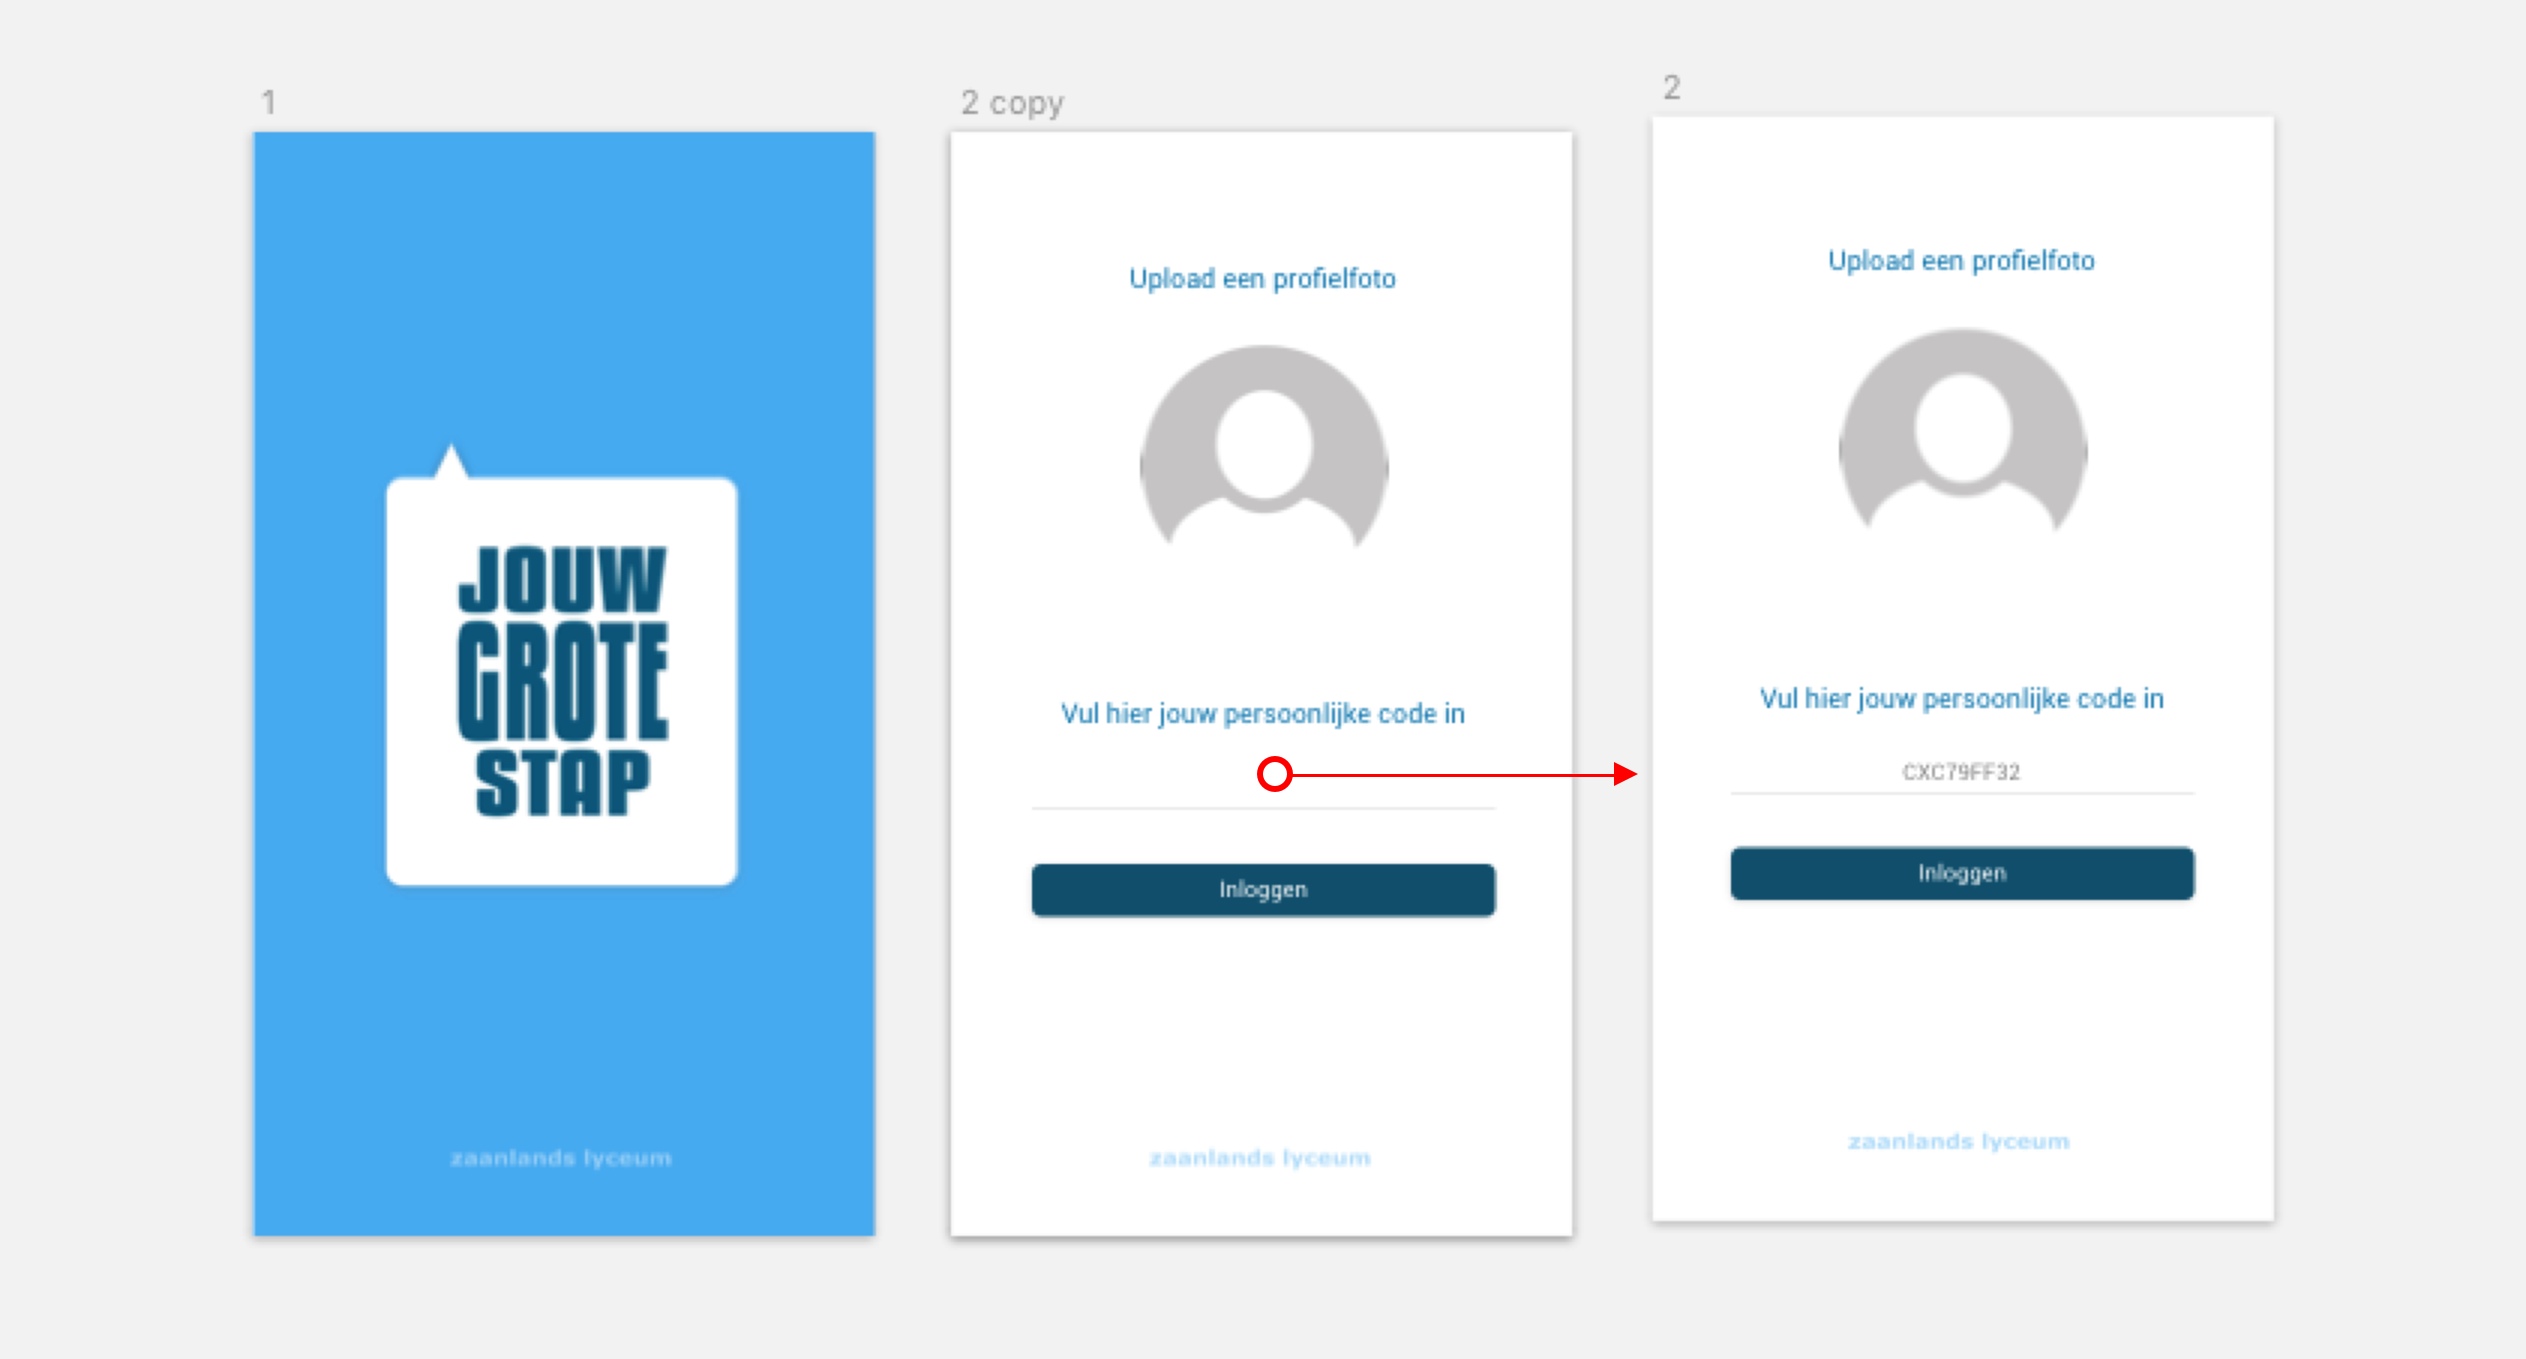 1
JOUW
GROTE
STAP
zaanlands lyceum
2 copy
Upload een profielfoto
Vul hier jouw persoonlijke code in
Inloggen
zaanlands lyceum
2
Upload een profielfoto
Vul hier jouw persoonlijke code in
CXC79FF32
Inloggen
zaanlands lyceum